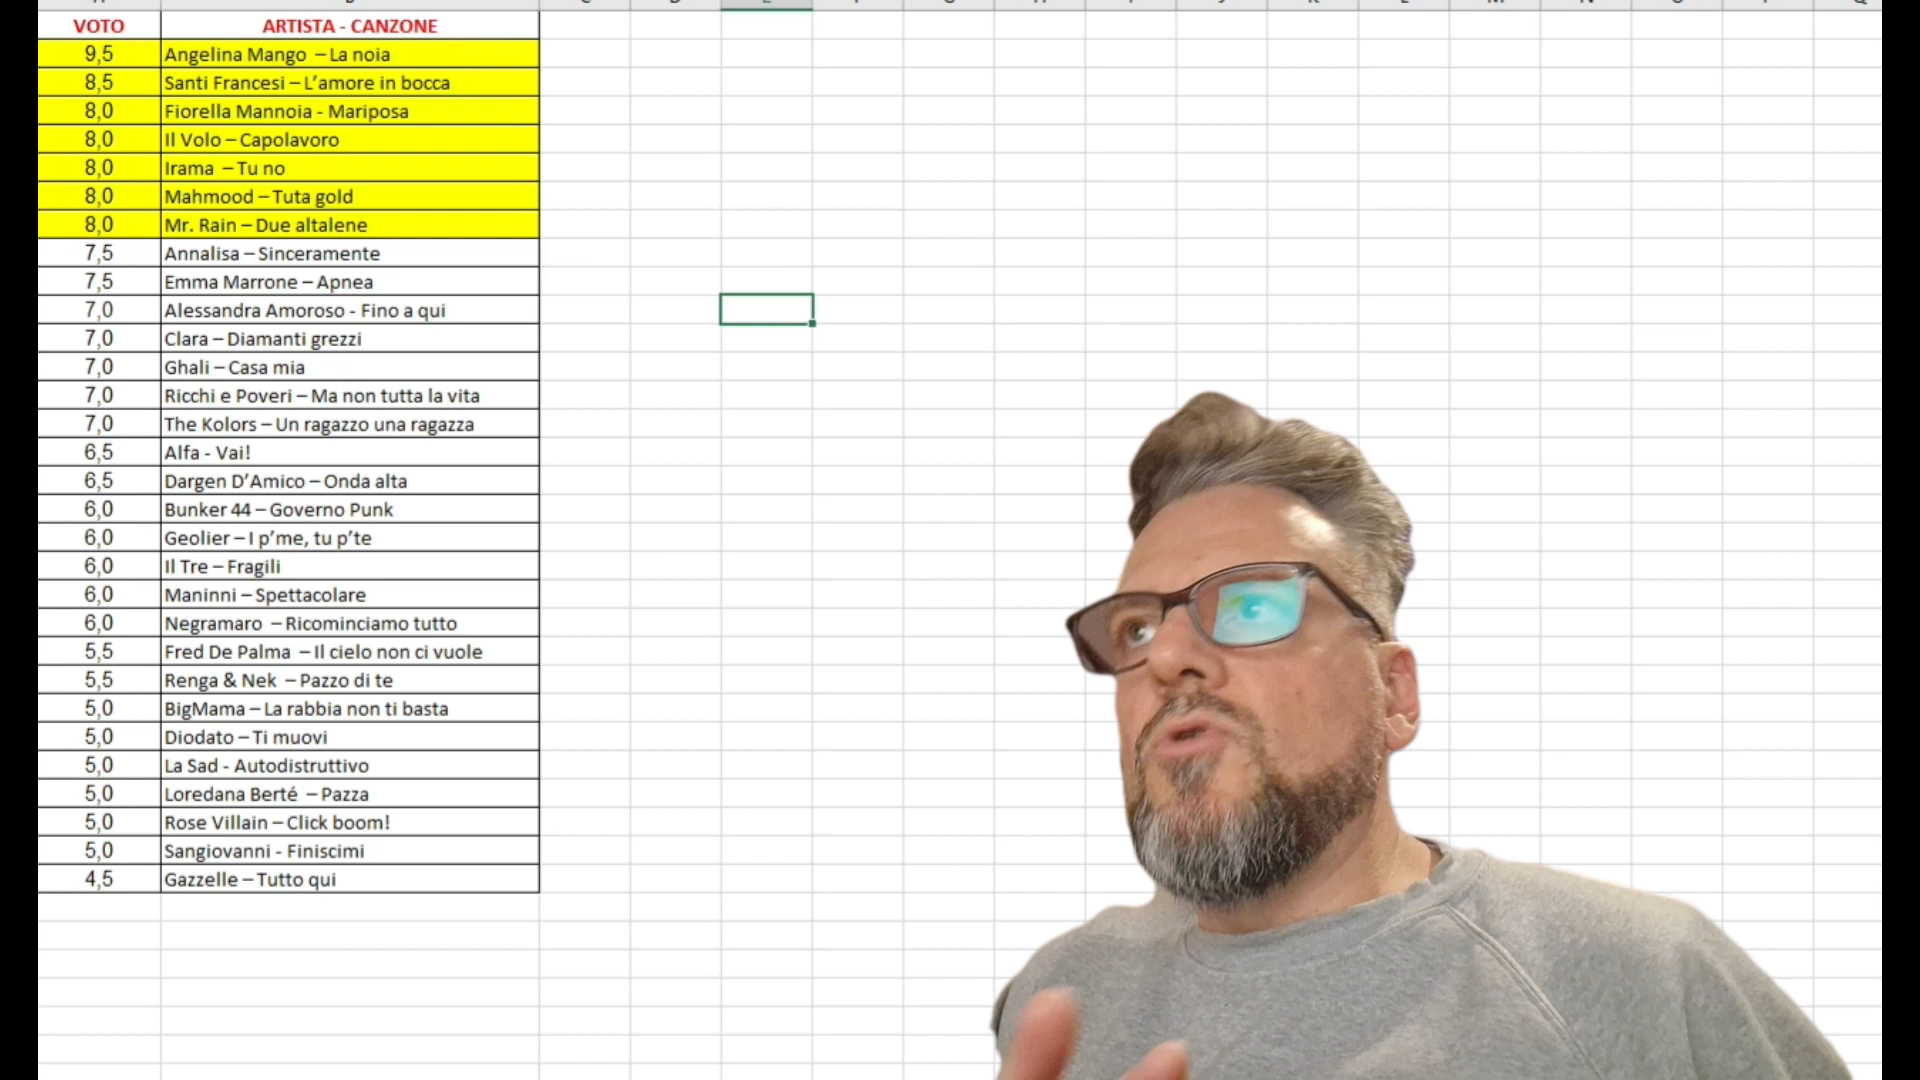 VOTO ARTISTA - CANZONE
9,5 Angelina Mango – La noia
8,5 Santi Francesi – L’amore in bocca
8,0 Fiorella Mannoia - Mariposa
8,0 Il Volo – Capolavoro
8,0 Irama – Tu no
8,0 Mahmood – Tuta gold
8,0 Mr. Rain – Due altalene
7,5 Annalisa – Sinceramente
7,5 Emma Marrone – Apnea
7,0 Alessandra Amoroso - Fino a qui
7,0 Clara – Diamanti grezzi
7,0 Ghali – Casa mia
7,0 Ricchi e Poveri – Ma non tutta la vita
7,0 The Kolors – Un ragazzo una ragazza
6,5 Alfa - Vai!
6,5 Dargen D’Amico – Onda alta
6,0 Bunker 44 – Governo Punk
6,0 Geolier – I p’me, tu p’te
6,0 Il Tre – Fragili
6,0 Maninni – Spettacolare
6,0 Negramaro – Ricominciamo tutto
5,5 Fred De Palma – Il cielo non ci vuole
5,5 Renga & Nek – Pazzo di te
5,0 BigMama – La rabbia non ti basta
5,0 Diodato – Ti muovi
5,0 La Sad - Autodistruttivo
5,0 Loredana Berté – Pazza
5,0 Rose Villain – Click boom!
5,0 Sangiovanni - Finiscimi
4,5 Gazzelle – Tutto qui